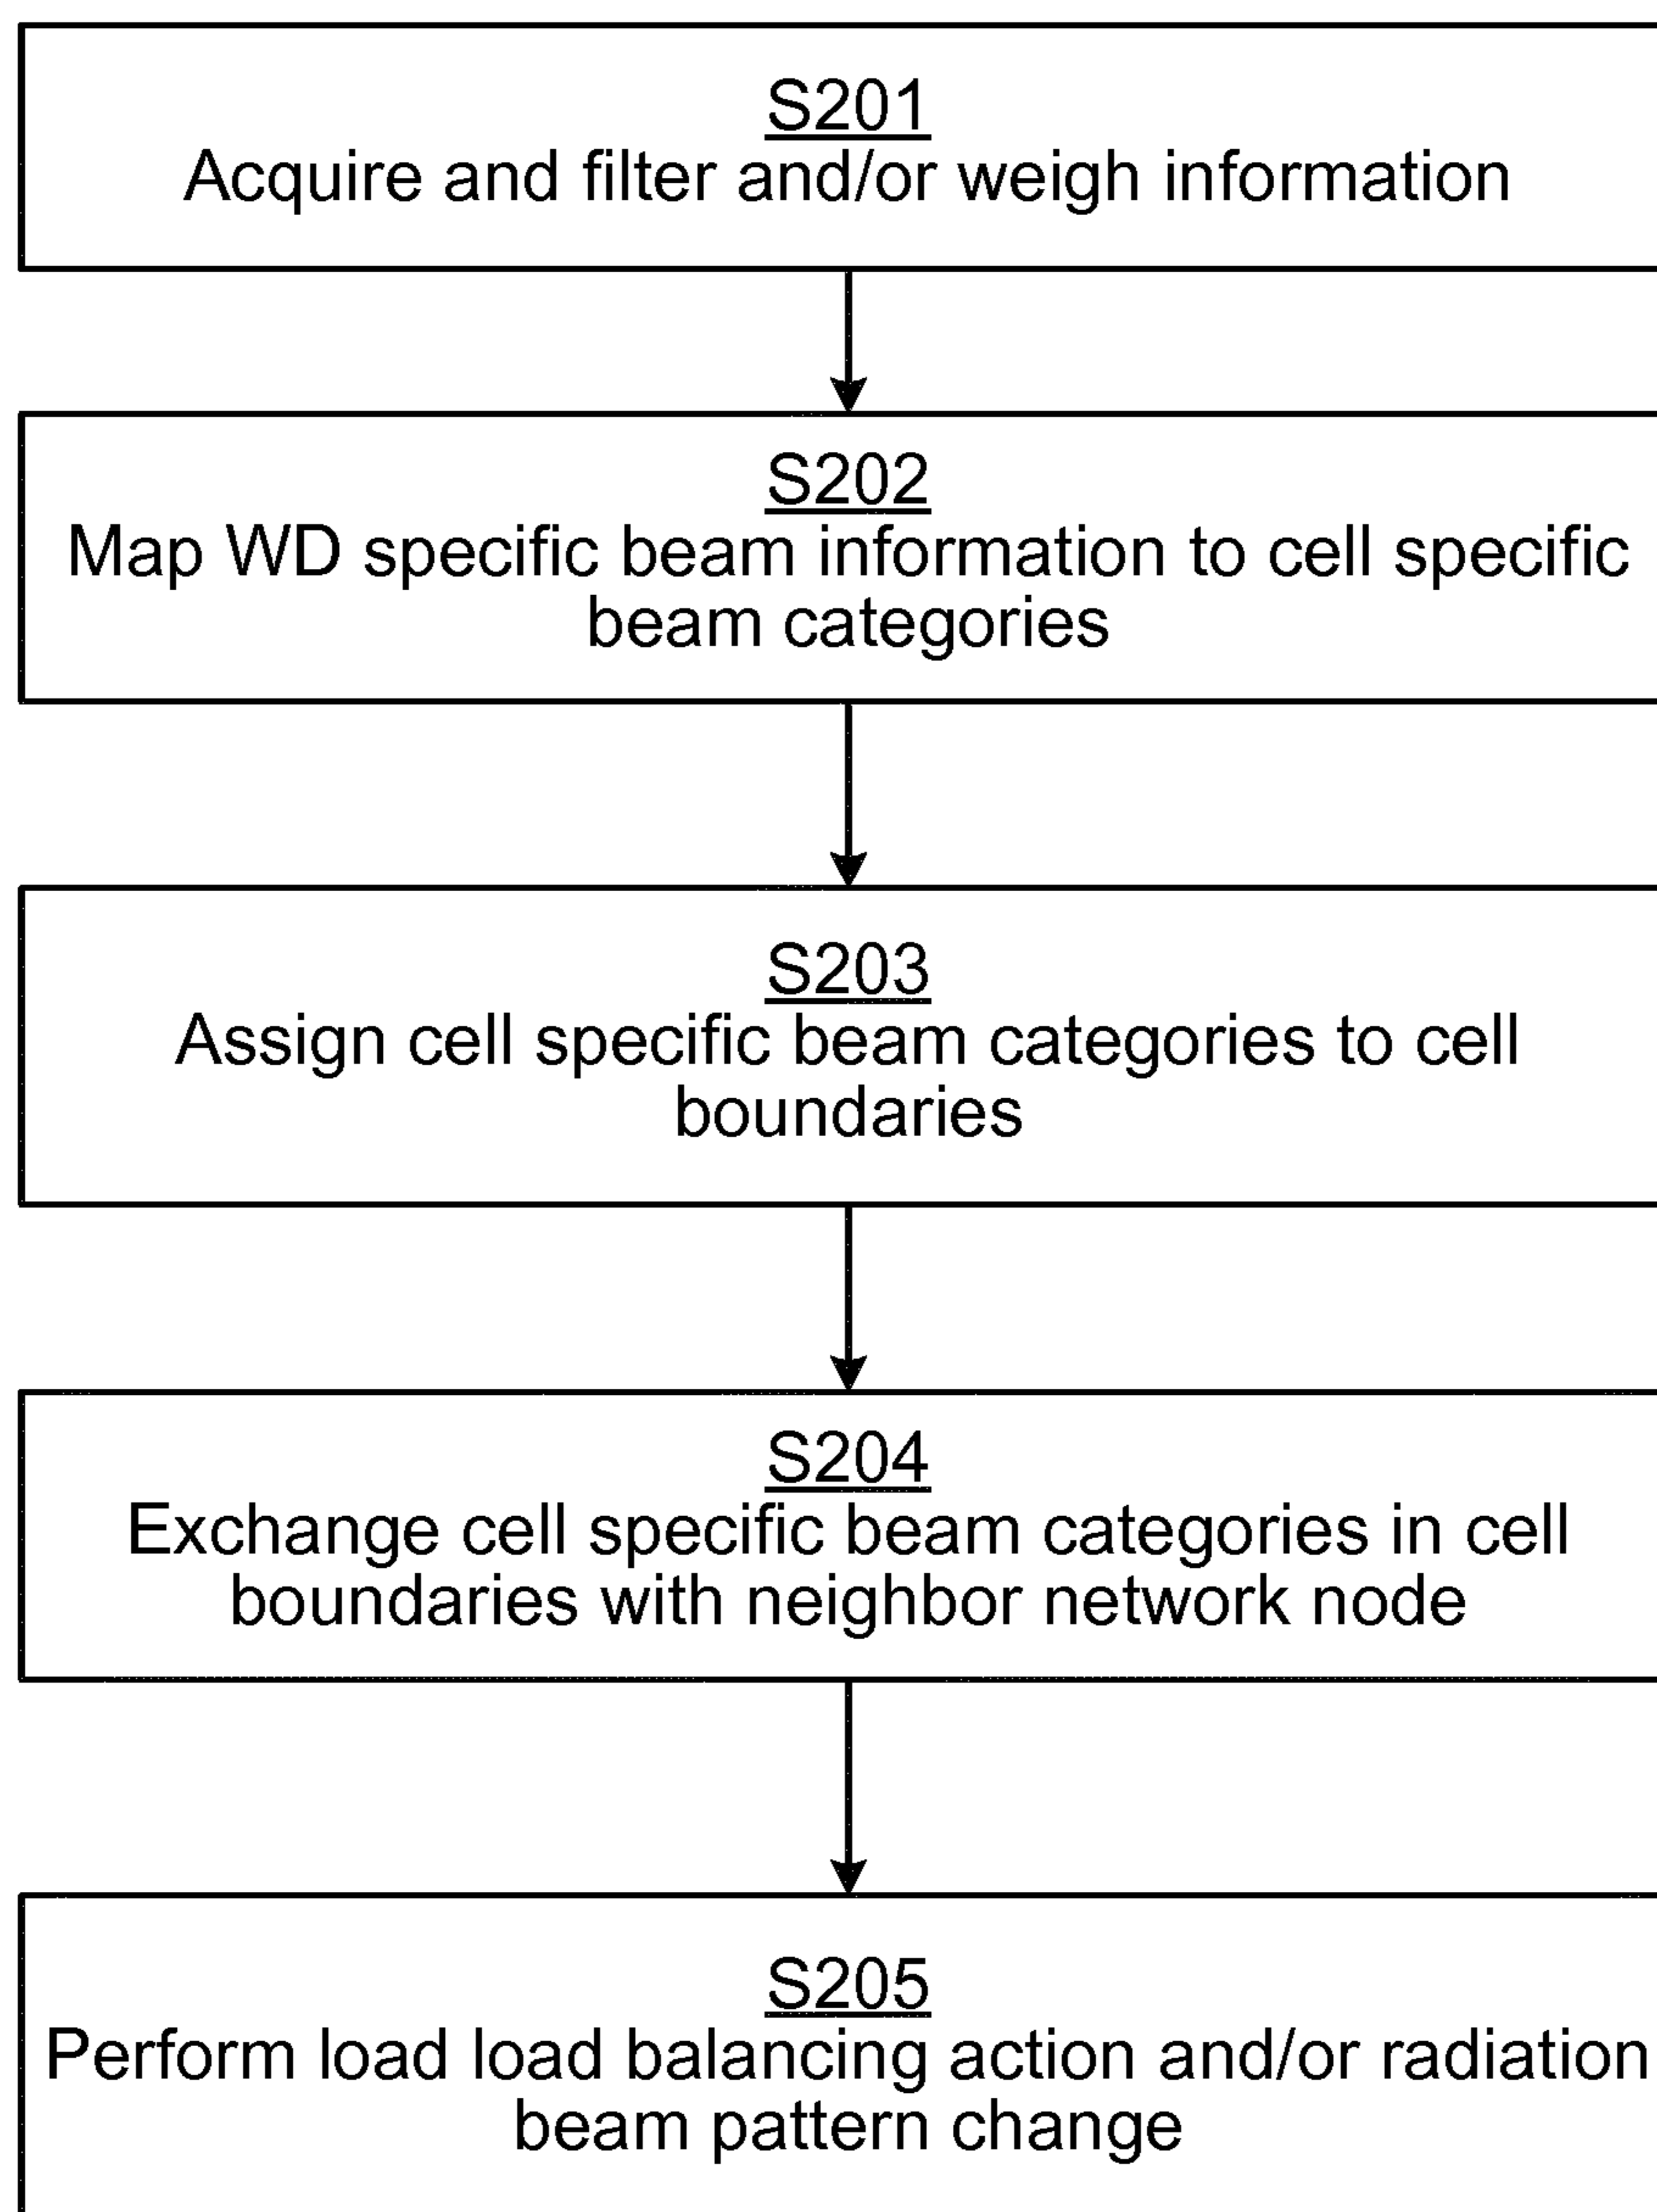 S201
Acquire and filter and/or weigh information
S202
Map WD specific beam information to cell specific
beam categories
S203
Assign cell specific beam categories to cell
boundaries
S204
Exchange cell specific beam categories in cell
boundaries with neighbor network node
S205
Perform load load balancing action and/or radiation
beam pattern change